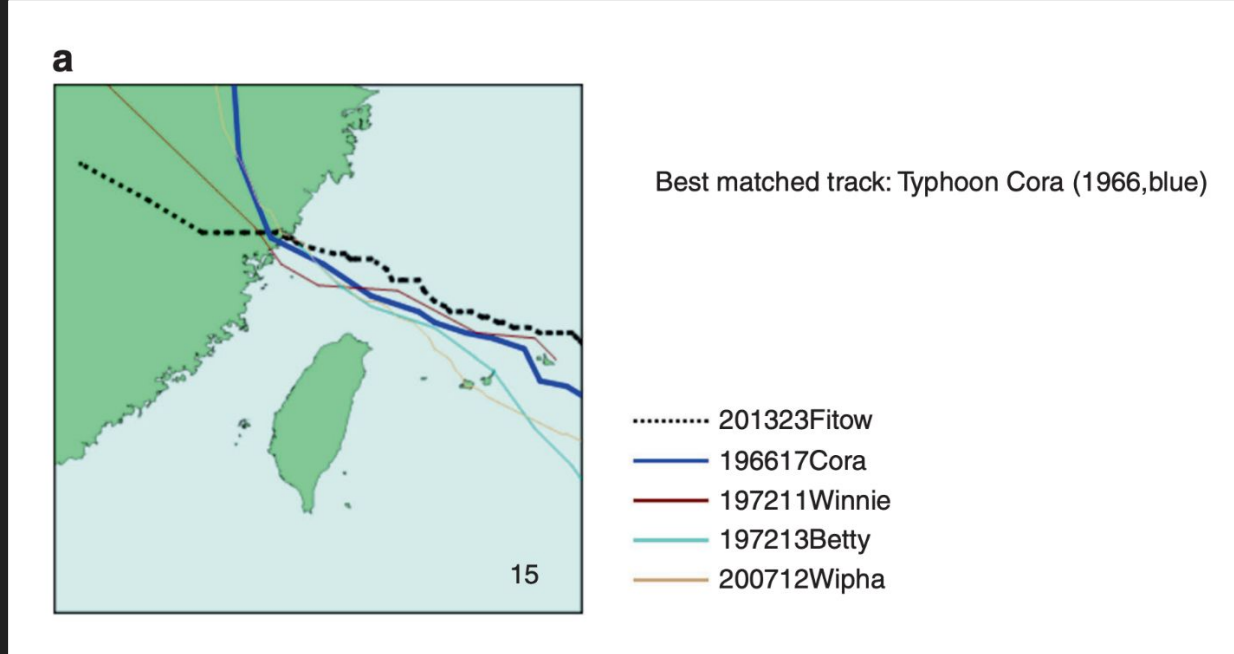 a
Best matched track: Typhoon Cora (1966,blue)
201323Fitow
196617Cora
197211Winnie
197213Betty
200712Wipha
15